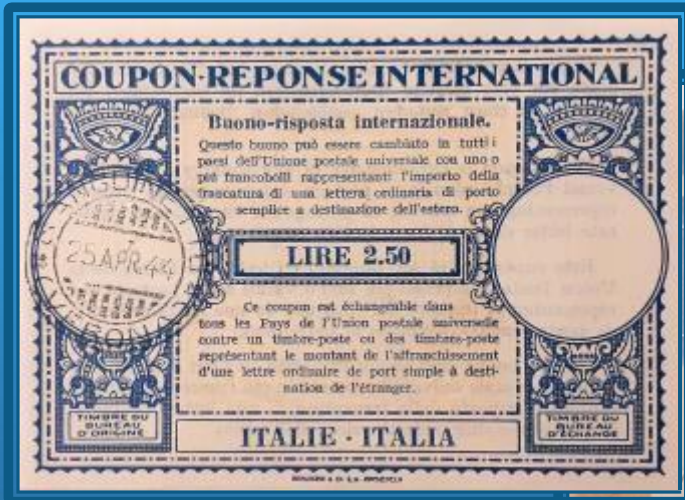 COUPON-REPONSE INTERNATIONAL
Buono-risposta internazionale.
Questo buono può essere cambiato in tutti i
paesi dell'Unione postale universale con uno o
più francobolli rappresentanti l'importo della
francatura di una lettera ordinaria di porto
semplice a destinazione dell'estero.
LIRE 2.50
25 APR. 44
Ce coupon est échangeable dans
tous les Pays de l'Union postale universelle
contre un timbre-poste ou des timbres-poste
représentant le montant de l'affranchissement
d'une lettre ordinaire de port simple à desti-
nation de l'étranger.
TIMBRE DU
BUREAU
D'ORIGINE
TIMBRE DU
BUREAU
D'ÉCHANGE
ITALIE - ITALIA